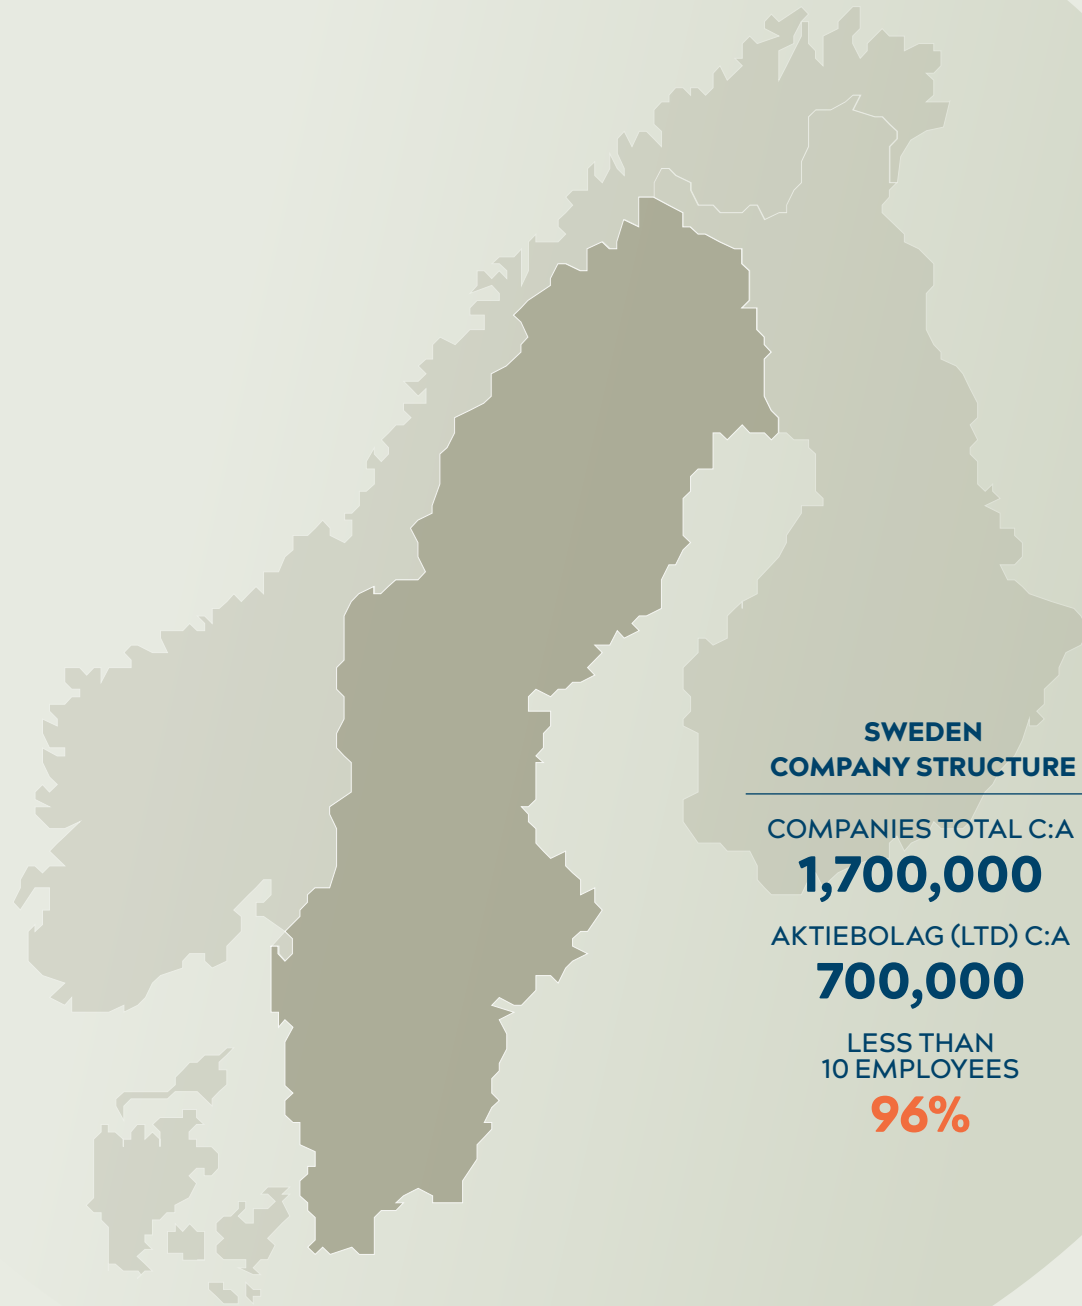 SWEDEN
COMPANY STRUCTURE
COMPANIES TOTAL C:A
1,700,000
AKTIEBOLAG (LTD) C:A
700,000
LESS THAN
10 EMPLOYEES
96%